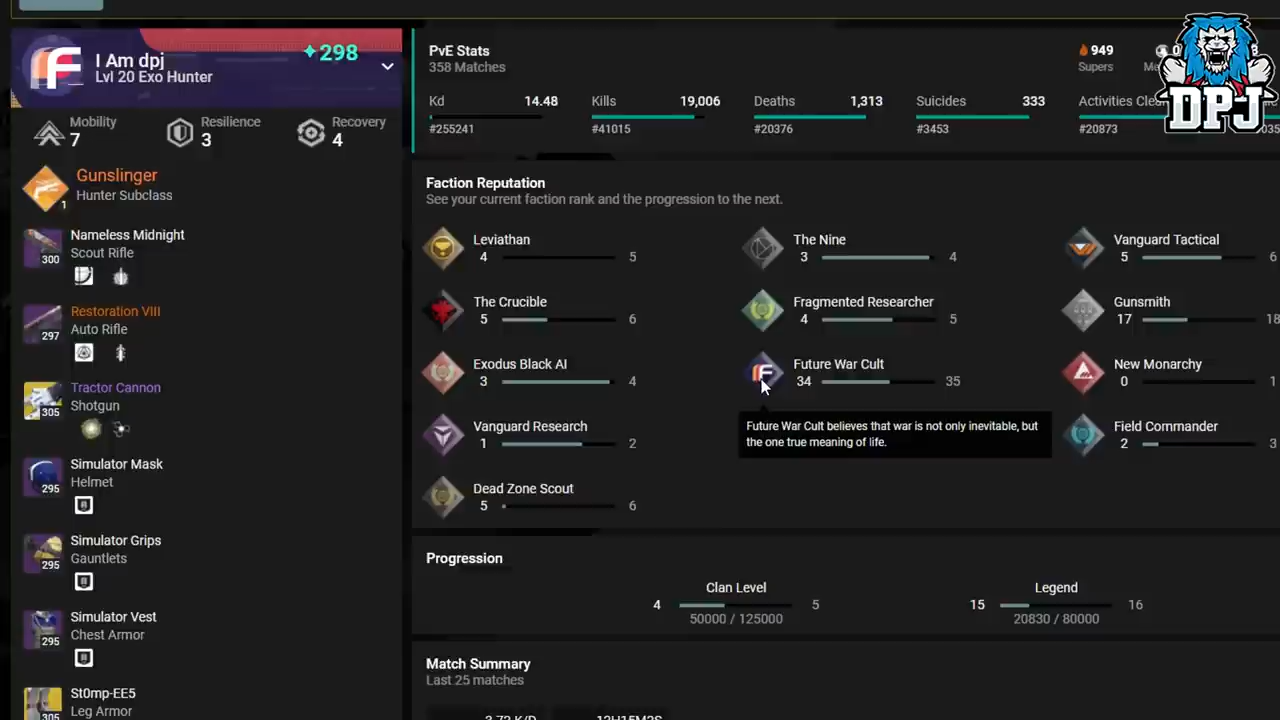 I Am dpj
Lvl 20 Exo Hunter
298
Mobility
7
Resilience
3
Recovery
4
Gunslinger
Hunter Subclass
1
Nameless Midnight
Scout Rifle
300
Restoration VIII
Auto Rifle
297
Tractor Cannon
Shotgun
305
Simulator Mask
Helmet
295
Simulator Grips
Gauntlets
295
Simulator Vest
Chest Armor
295
St0mp-EE5
Leg Armor
305
PvE Stats
358 Matches
949
Supers
0
DPJ
Kd 14.48
#255241
Kills 19,006
#41015
Deaths 1,313
#20376
Suicides 333
#3453
Activities
#20873
Faction Reputation
See your current faction rank and the progression to the next.
Leviathan
4 5
The Nine
3 4
Vanguard Tactical
5 6
The Crucible
5 6
Fragmented Researcher
4 5
Gunsmith
17 18
Exodus Black AI
3 4
Future War Cult
34 35
New Monarchy
0 1
Future War Cult believes that war is not only inevitable, but
the one true meaning of life.
Vanguard Research
1 2
Field Commander
2 3
Dead Zone Scout
5 6
Progression
Clan Level
4 5
50000 / 125000
Legend
15 16
20830 / 80000
Match Summary
Last 25 matches
3.72 K/D 12H15M2S